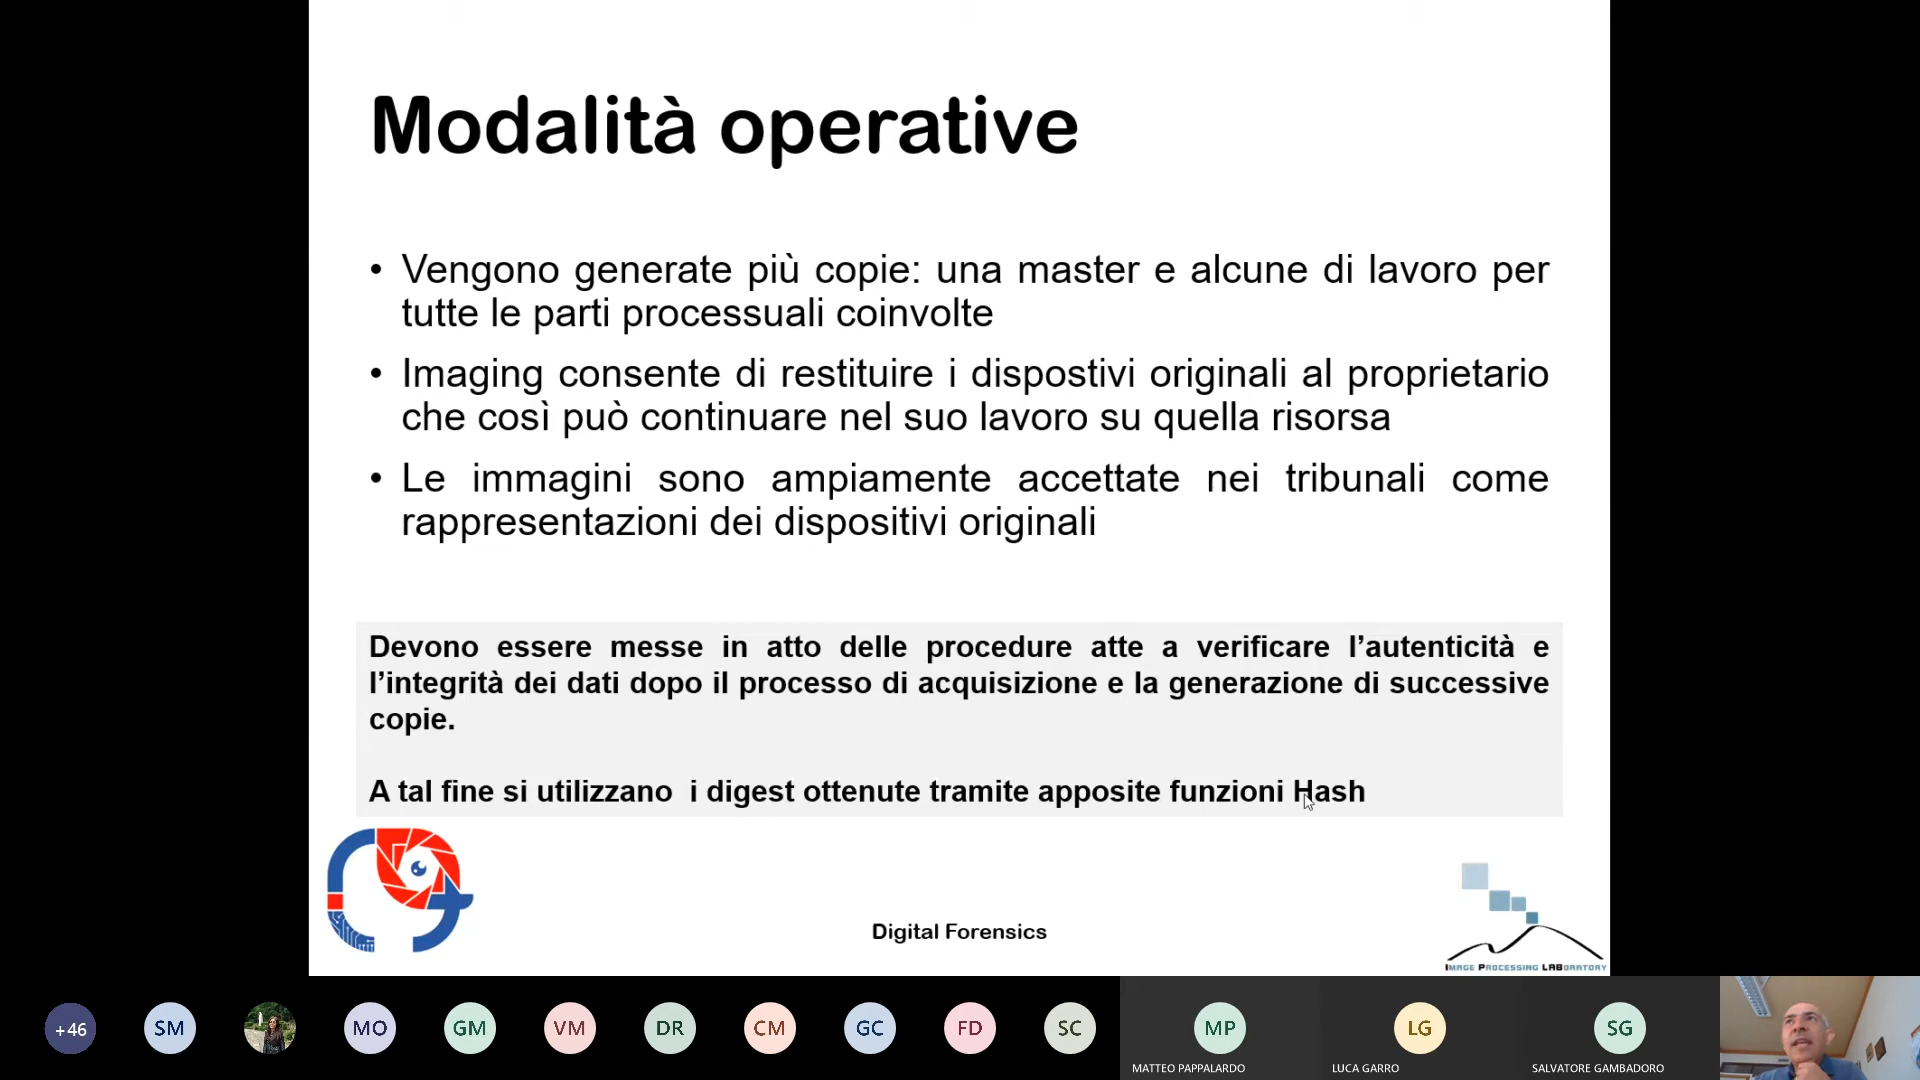 Modalità operative
• Vengono generate più copie: una master e alcune di lavoro per
tutte le parti processuali coinvolte
• Imaging consente di restituire i dispostivi originali al proprietario
che così può continuare nel suo lavoro su quella risorsa
• Le immagini sono ampiamente accettate nei tribunali come
rappresentazioni dei dispositivi originali
Devono essere messe in atto delle procedure atte a verificare l’autenticità e
l’integrità dei dati dopo il processo di acquisizione e la generazione di successive
copie.
A tal fine si utilizzano i digest ottenute tramite apposite funzioni Hash
Digital Forensics
IMAGE PROCESSING LABORATORY
+46
SM
MO
GM
VM
DR
CM
GC
FD
SC
MP
LG
SG
MATTEO PAPPALARDO
LUCA GARRO
SALVATORE GAMBADORO